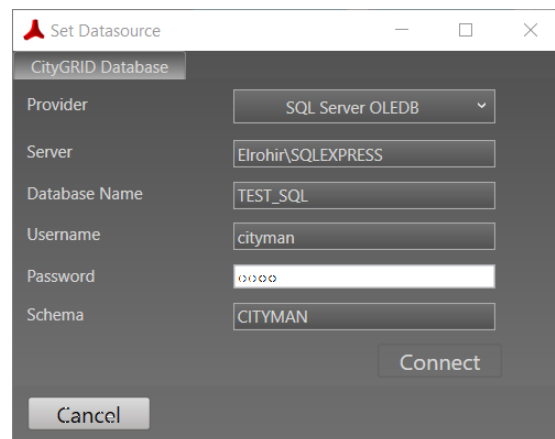 Set Datasource
CityGRID Database
Provider SQL Server OLEDB
Server Elrohir\SQLEXPRESS
Database Name TEST_SQL
Username cityman
Password oooo
Schema CITYMAN
Connect
Cancel